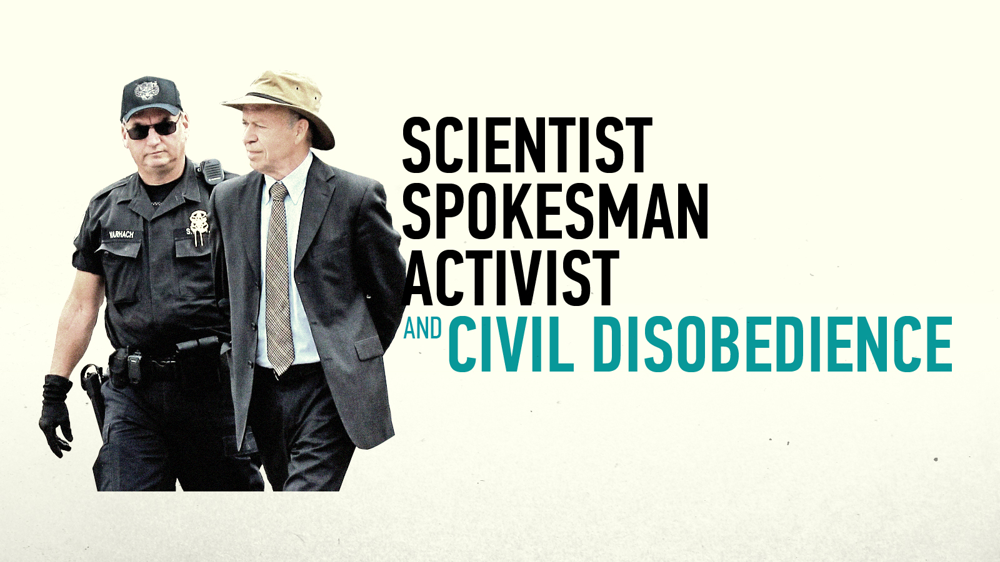 VARHACH
SCIENTIST
SPOKESMAN
ACTIVIST
AND CIVIL DISOBEDIENCE